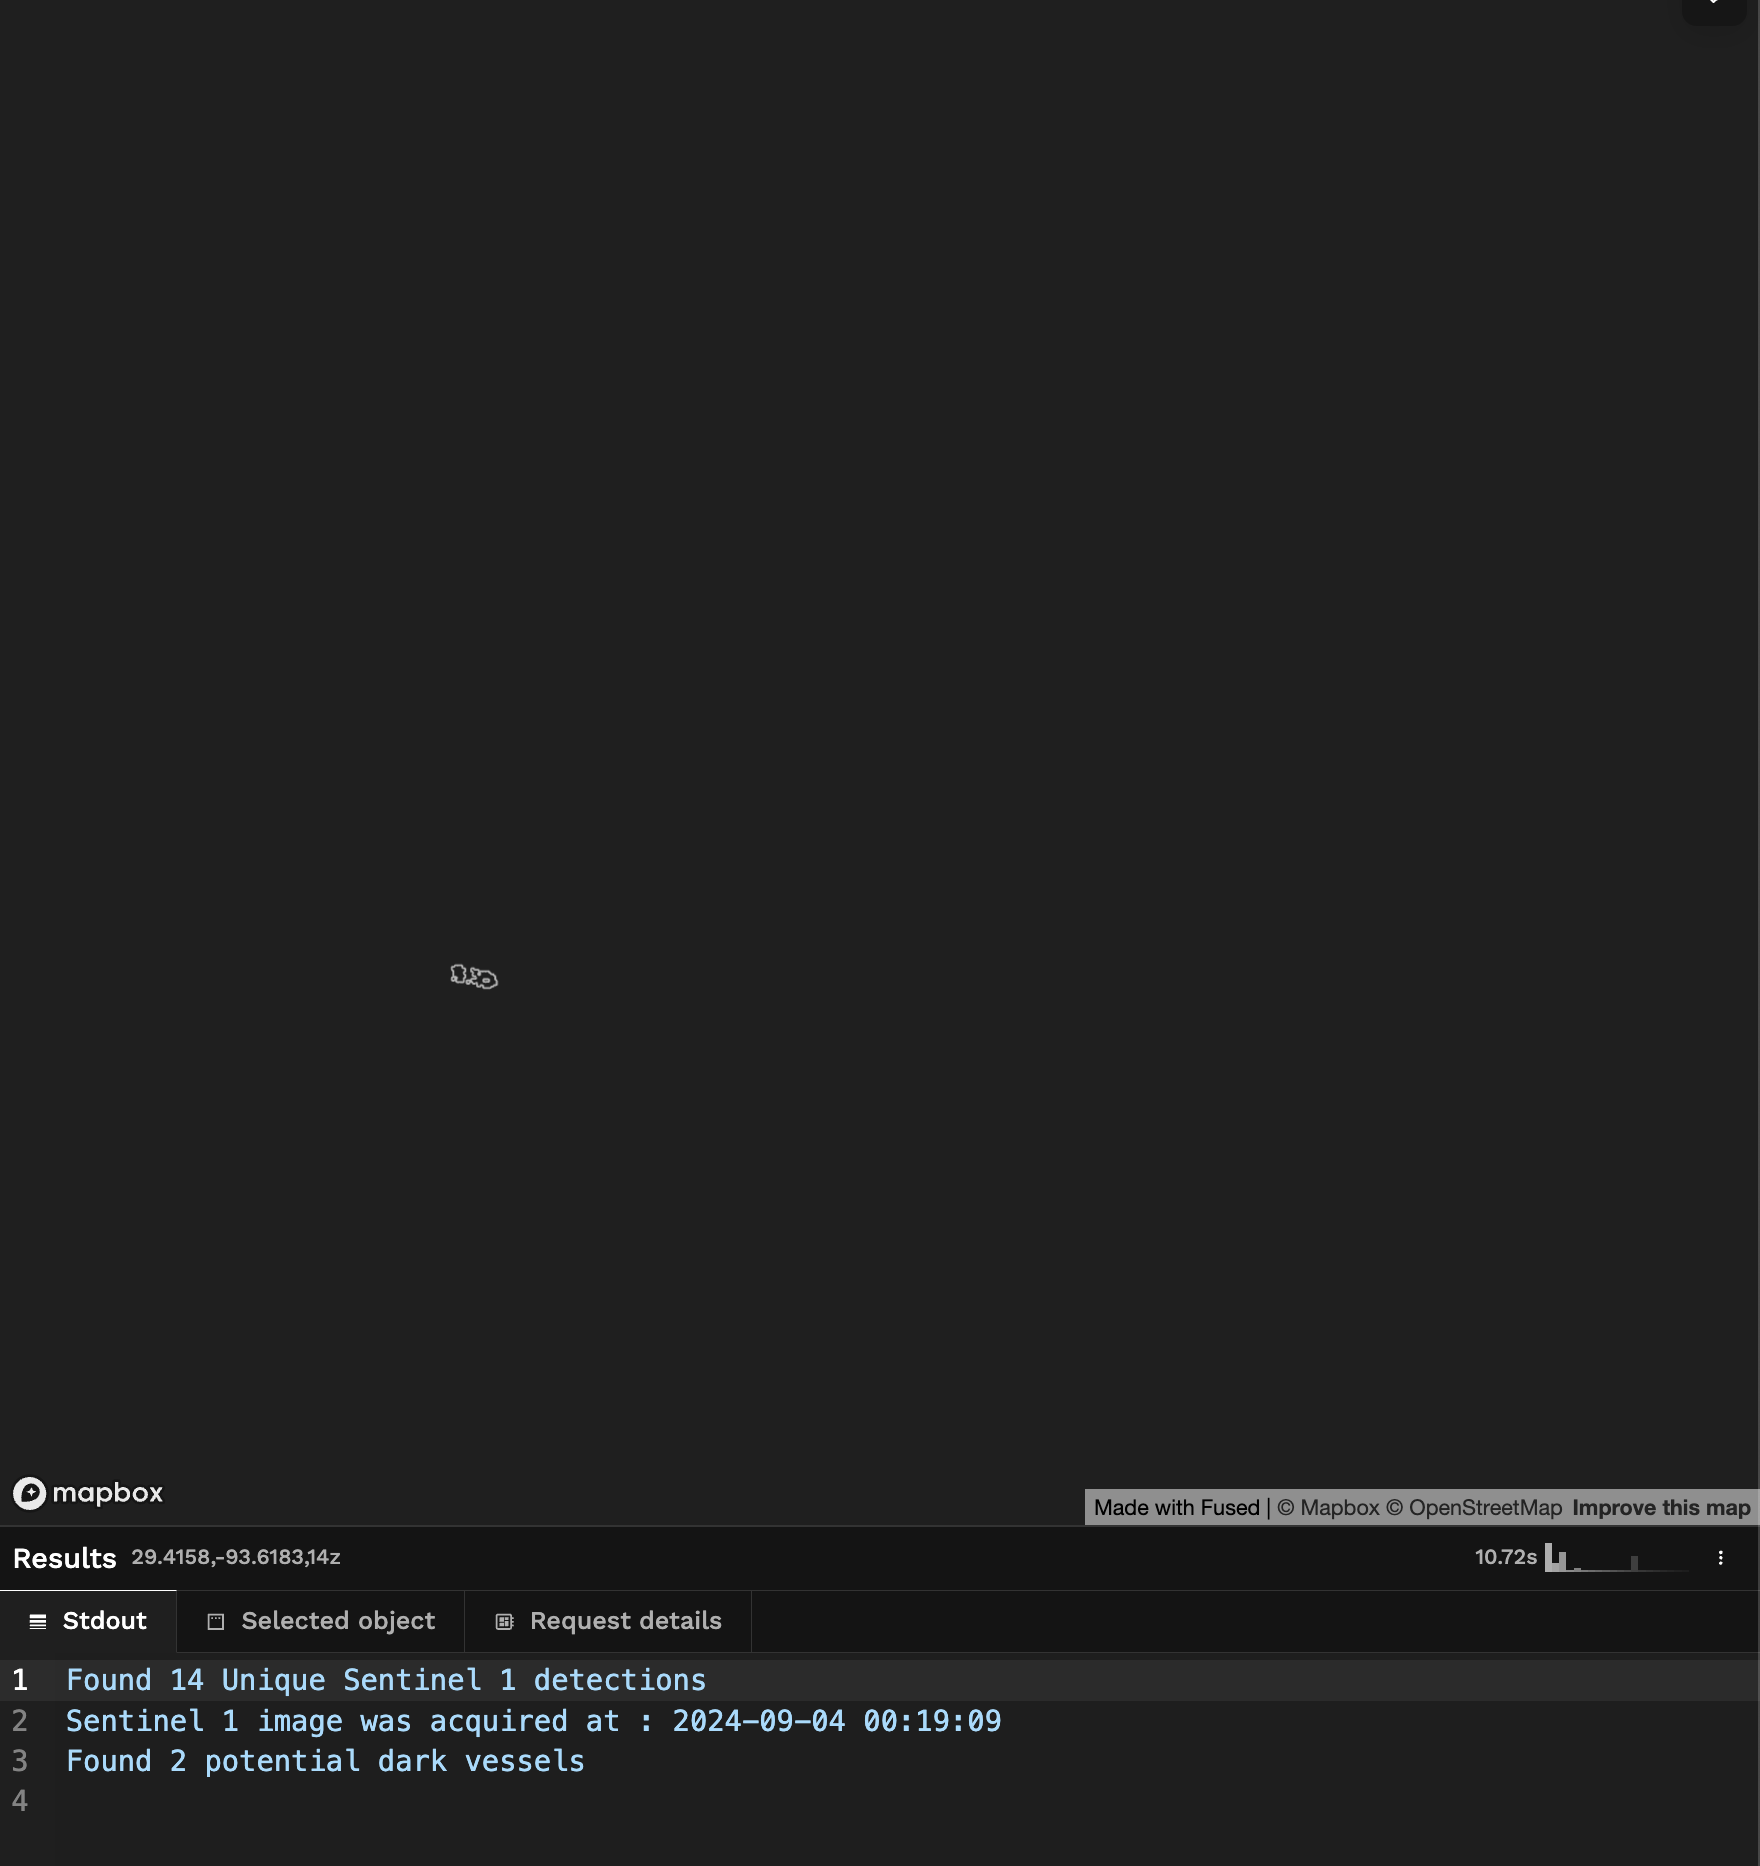 mapbox
Made with Fused | © Mapbox © OpenStreetMap Improve this map
Results 29.4158,-93.6183,14z 10.72s
Stdout Selected object Request details
1 Found 14 Unique Sentinel 1 detections
2 Sentinel 1 image was acquired at : 2024-09-04 00:19:09
3 Found 2 potential dark vessels
4